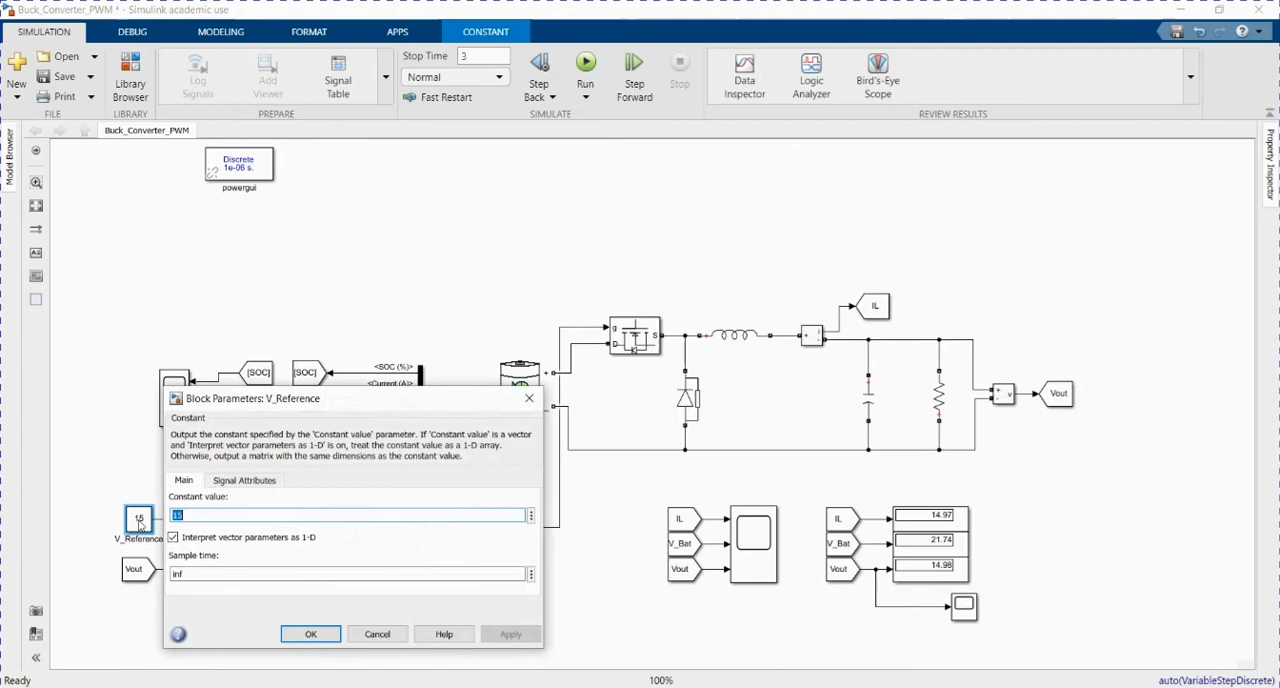 Buck_Converter_PWM * - Simulink academic use
SIMULATION
DEBUG
MODELING
FORMAT
APPS
CONSTANT
New
Open
Save
Print
FILE
Library
Browser
LIBRARY
Log
Signals
Add
Viewer
Signal
Table
PREPARE
Stop Time 3
Normal
Fast Restart
Step
Back
Run
Step
Forward
Stop
SIMULATE
Data
Inspector
Logic
Analyzer
Bird's-Eye
Scope
REVIEW RESULTS
Model Browser
Buck_Converter_PWM
Property Inspector
Discrete
1e-06 s.
powergui
IL
g
D
S
+
i
-
[SOC]
[SOC]
<SOC (%)>
<Current (A)>
+
v
-
Vout
Block Parameters: V_Reference
Constant
Output the constant specified by the 'Constant value' parameter. If 'Constant value' is a vector
and 'Interpret vector parameters as 1-D' is on, treat the constant value as a 1-D array.
Otherwise, output a matrix with the same dimensions as the constant value.
Main
Signal Attributes
Constant value:
15
Interpret vector parameters as 1-D
Sample time:
inf
OK
Cancel
Help
Apply
15
V_Reference
Vout
IL
V_Bat
Vout
IL
V_Bat
Vout
14.97
21.74
14.98
Ready
100%
auto(VariableStepDiscrete)